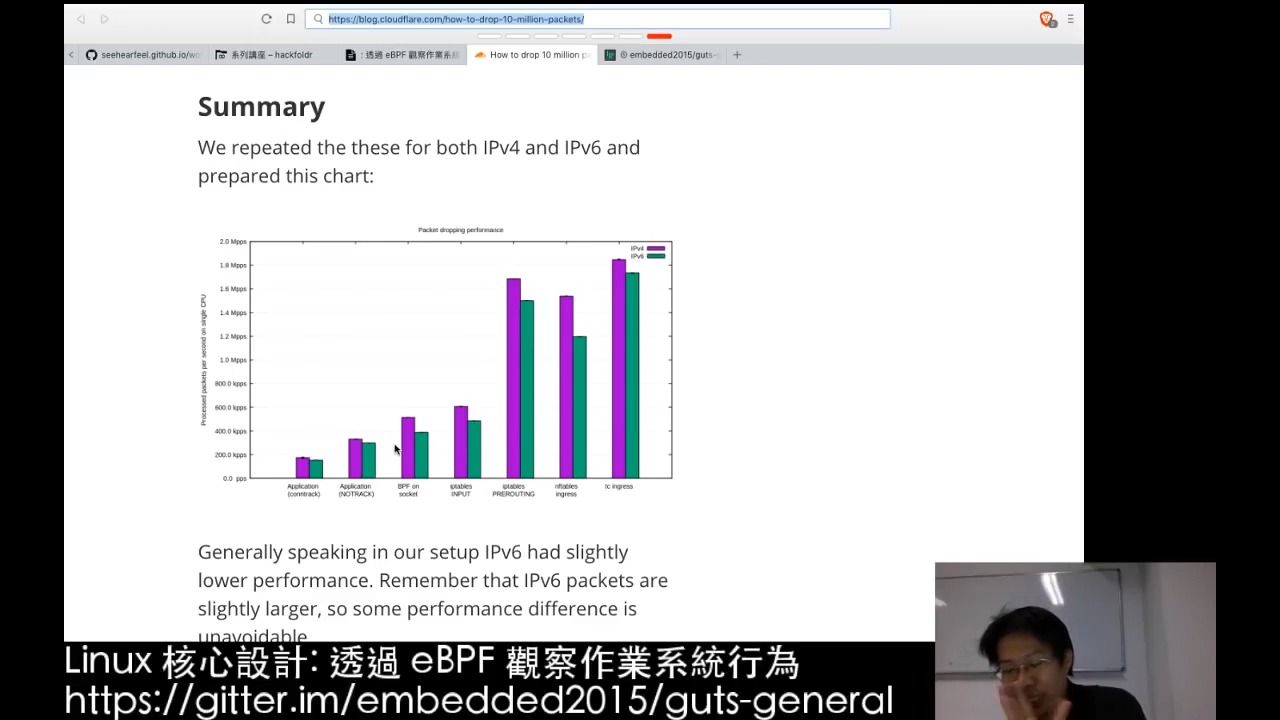 https://blog.cloudflare.com/how-to-drop-10-million-packets/
seehearfeel.github.io/wo
系列講座 – hackfoldr
: 透過 eBPF 觀察作業系統
How to drop 10 million p
embedded2015/guts-
Summary
We repeated the these for both IPv4 and IPv6 and
prepared this chart:
Packet dropping performance
IPv4
IPv6
Processed packets per second on single CPU
2.0 Mpps
1.8 Mpps
1.6 Mpps
1.4 Mpps
1.2 Mpps
1.0 Mpps
800.0 kpps
600.0 kpps
400.0 kpps
200.0 kpps
0.0 pps
Application
(conntrack)
Application
(NOTRACK)
BPF on
socket
iptables
INPUT
iptables
PREROUTING
nftables
ingress
tc ingress
Generally speaking in our setup IPv6 had slightly
lower performance. Remember that IPv6 packets are
slightly larger, so some performance difference is
unavoidable
Linux 核心設計: 透過 eBPF 觀察作業系統行為
https://gitter.im/embedded2015/guts-general